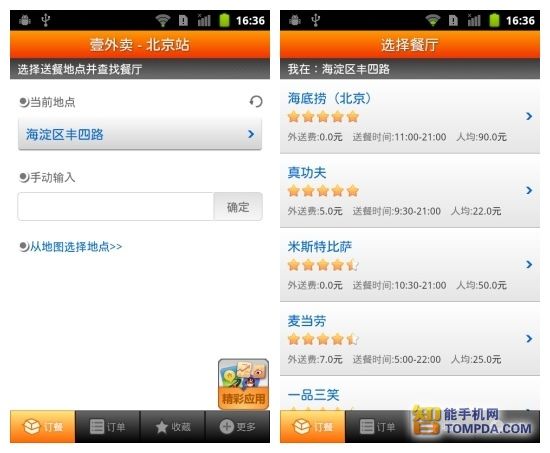 16:36
壹外卖 - 北京站
选择送餐地点并查找餐厅
当前地点
海淀区丰四路
手动输入
确定
从地图选择地点>>
精彩应用
订餐
订单
收藏
更多
16:36
选择餐厅
我在：海淀区丰四路
海底捞（北京）
外送费:0.0元 送餐时间:11:00-21:00 人均:90.0元
真功夫
外送费:5.0元 送餐时间:9:30-21:00 人均:22.0元
米斯特比萨
外送费:0.0元 送餐时间:10:30-21:00 人均:50.0元
麦当劳
外送费:7.0元 送餐时间:5:00-22:00 人均:25.0元
一品三笑
订餐
订单
智能手机网
TOMPDA.COM